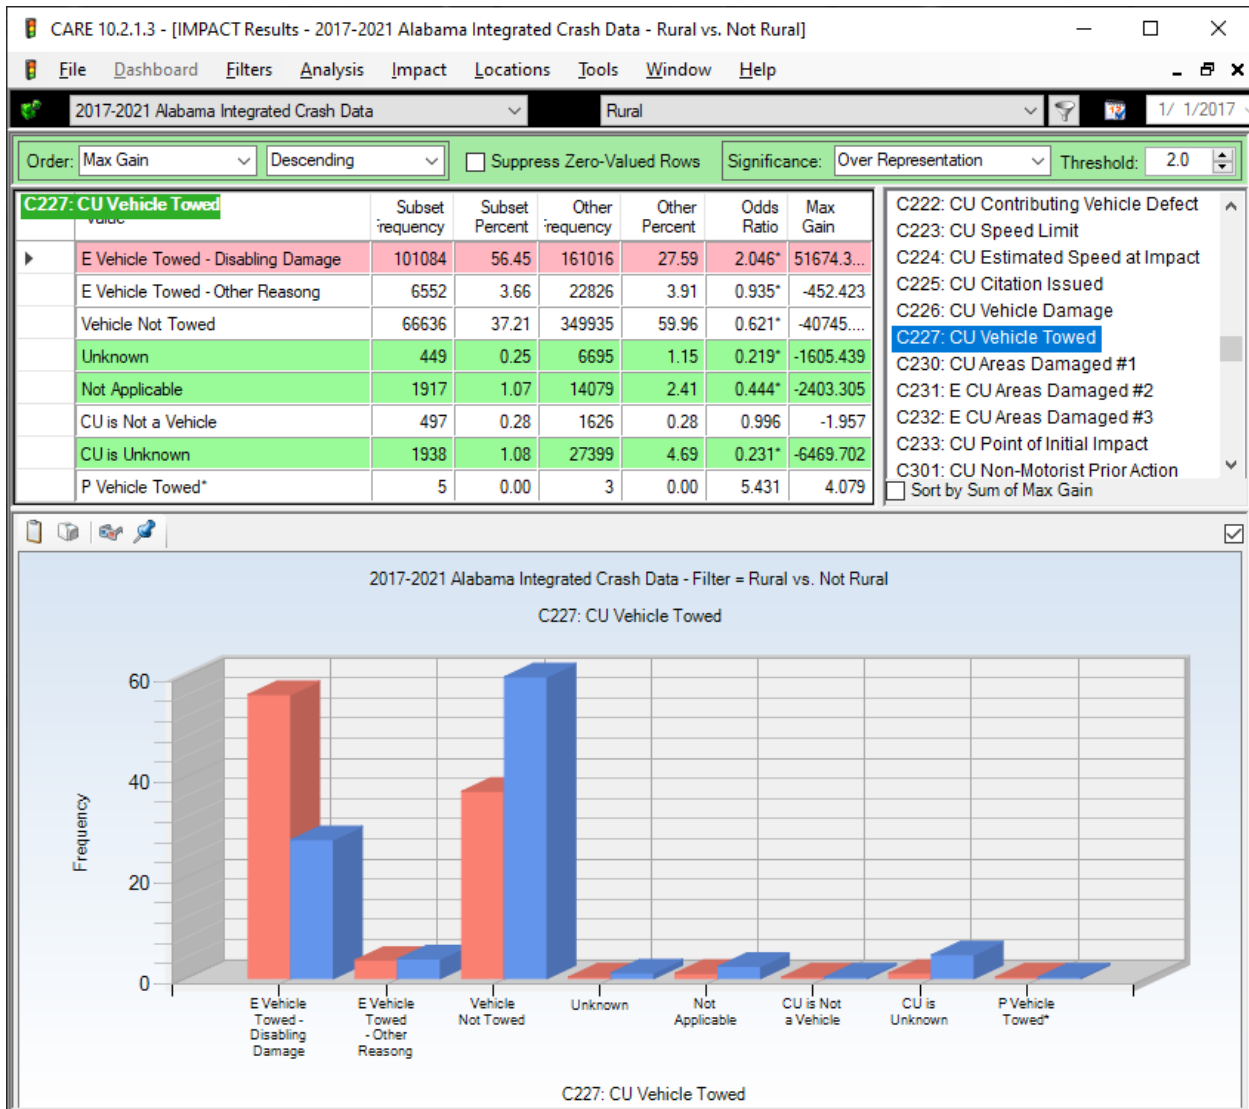 CARE 10.2.1.3 - [IMPACT Results - 2017-2021 Alabama Integrated Crash Data - Rural vs. Not Rural]
File Dashboard Filters Analysis Impact Locations Tools Window Help
2017-2021 Alabama Integrated Crash Data Rural 1/ 1/2017
Order: Max Gain Descending Suppress Zero-Valued Rows Significance: Over Representation Threshold: 2.0
C227: CU Vehicle Towed
Subset Frequency Subset Percent Other Frequency Other Percent Odds Ratio Max Gain
E Vehicle Towed - Disabling Damage 101084 56.45 161016 27.59 2.046* 51674.3...
E Vehicle Towed - Other Reasong 6552 3.66 22826 3.91 0.935* -452.423
Vehicle Not Towed 66636 37.21 349935 59.96 0.621* -40745....
Unknown 449 0.25 6695 1.15 0.219* -1605.439
Not Applicable 1917 1.07 14079 2.41 0.444* -2403.305
CU is Not a Vehicle 497 0.28 1626 0.28 0.996 -1.957
CU is Unknown 1938 1.08 27399 4.69 0.231* -6469.702
P Vehicle Towed* 5 0.00 3 0.00 5.431 4.079
C222: CU Contributing Vehicle Defect
C223: CU Speed Limit
C224: CU Estimated Speed at Impact
C225: CU Citation Issued
C226: CU Vehicle Damage
C227: CU Vehicle Towed
C230: CU Areas Damaged #1
C231: E CU Areas Damaged #2
C232: E CU Areas Damaged #3
C233: CU Point of Initial Impact
C301: CU Non-Motorist Prior Action
Sort by Sum of Max Gain
2017-2021 Alabama Integrated Crash Data - Filter = Rural vs. Not Rural
C227: CU Vehicle Towed
Frequency
60
40
20
0
E Vehicle Towed - Disabling Damage
E Vehicle Towed - Other Reasong
Vehicle Not Towed
Unknown
Not Applicable
CU is Not a Vehicle
CU is Unknown
P Vehicle Towed*
C227: CU Vehicle Towed